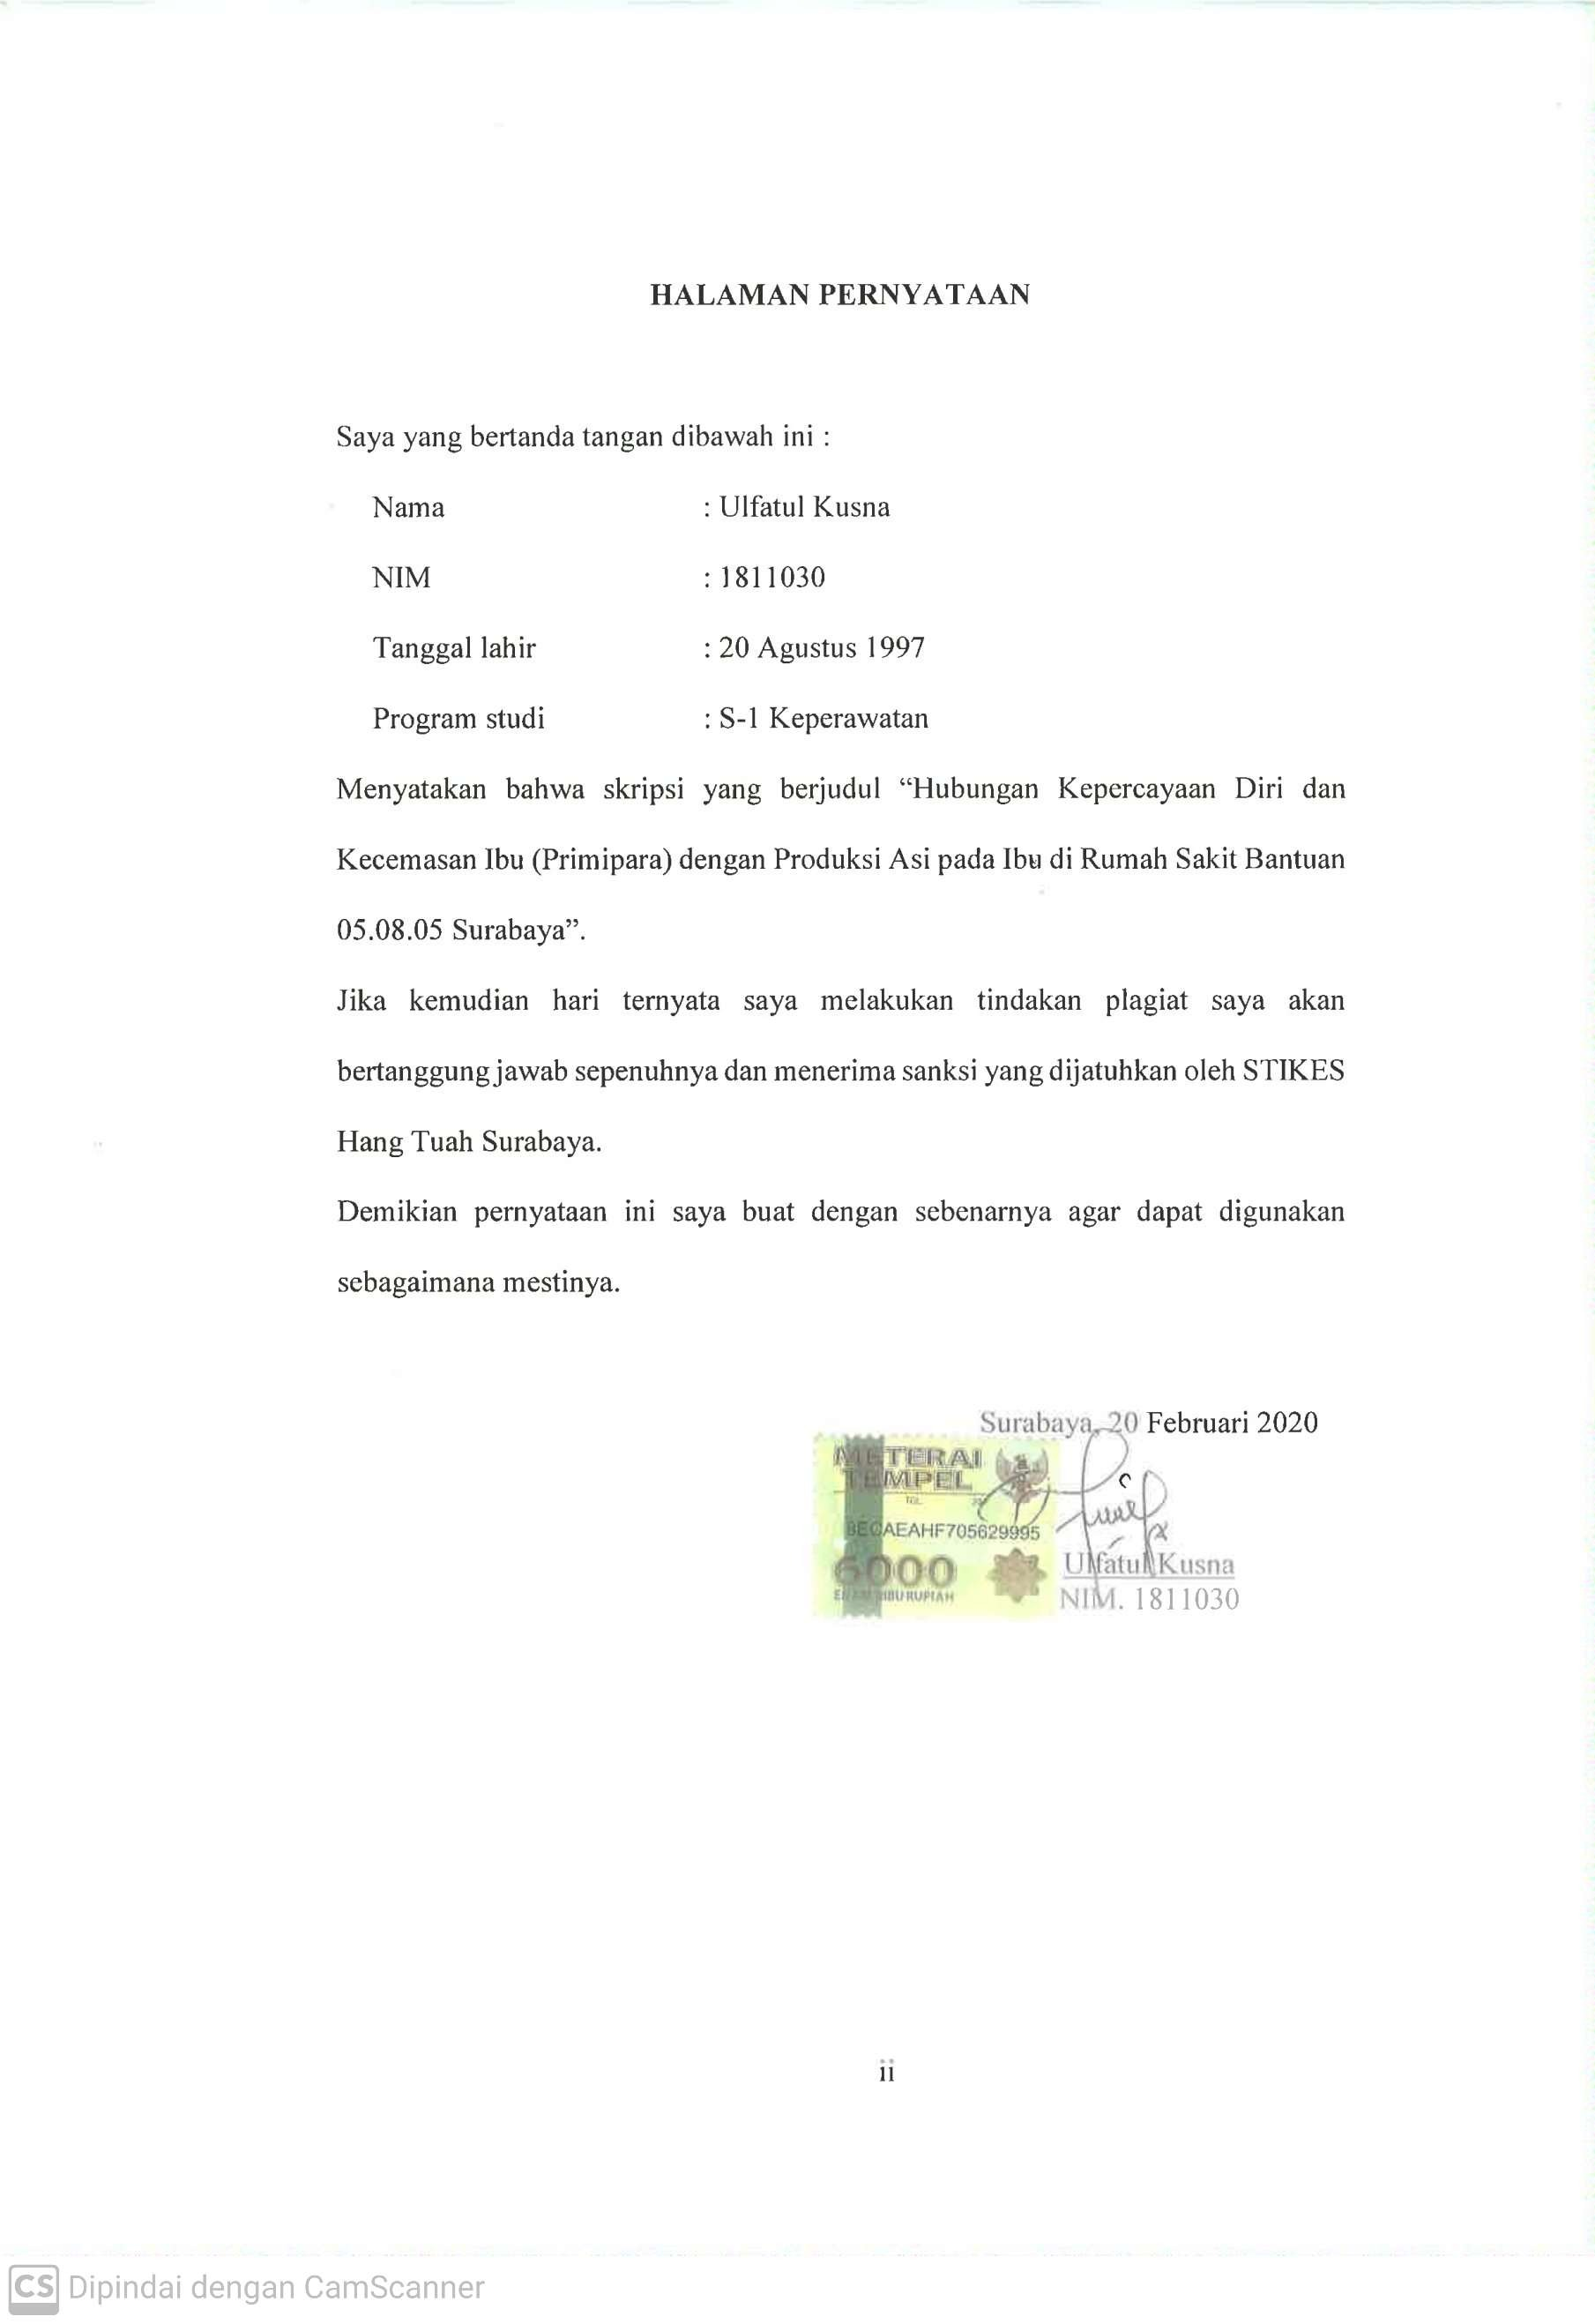 HALAMAN PERNYATAAN
Saya yang bertanda tangan dibawah ini :
Nama : Ulfatul Kusna
NIM : 1811030
Tanggal lahir : 20 Agustus 1997
Program studi : S-1 Keperawatan
Menyatakan bahwa skripsi yang berjudul “Hubungan Kepercayaan Diri dan
Kecemasan Ibu (Primipara) dengan Produksi Asi pada Ibu di Rumah Sakit Bantuan
05.08.05 Surabaya”.
Jika kemudian hari ternyata saya melakukan tindakan plagiat saya akan
bertanggung jawab sepenuhnya dan menerima sanksi yang dijatuhkan oleh STIKES
Hang Tuah Surabaya.
Demikian pernyataan ini saya buat dengan sebenarnya agar dapat digunakan
sebagaimana mestinya.
Surabaya, 20 Februari 2020
METERAI
TEMPEL
TGL.
AEAHF705629995
6000
RIBU RUPIAH
Ulfatul Kusna
NIM. 1811030
ii
CS Dipindai dengan CamScanner